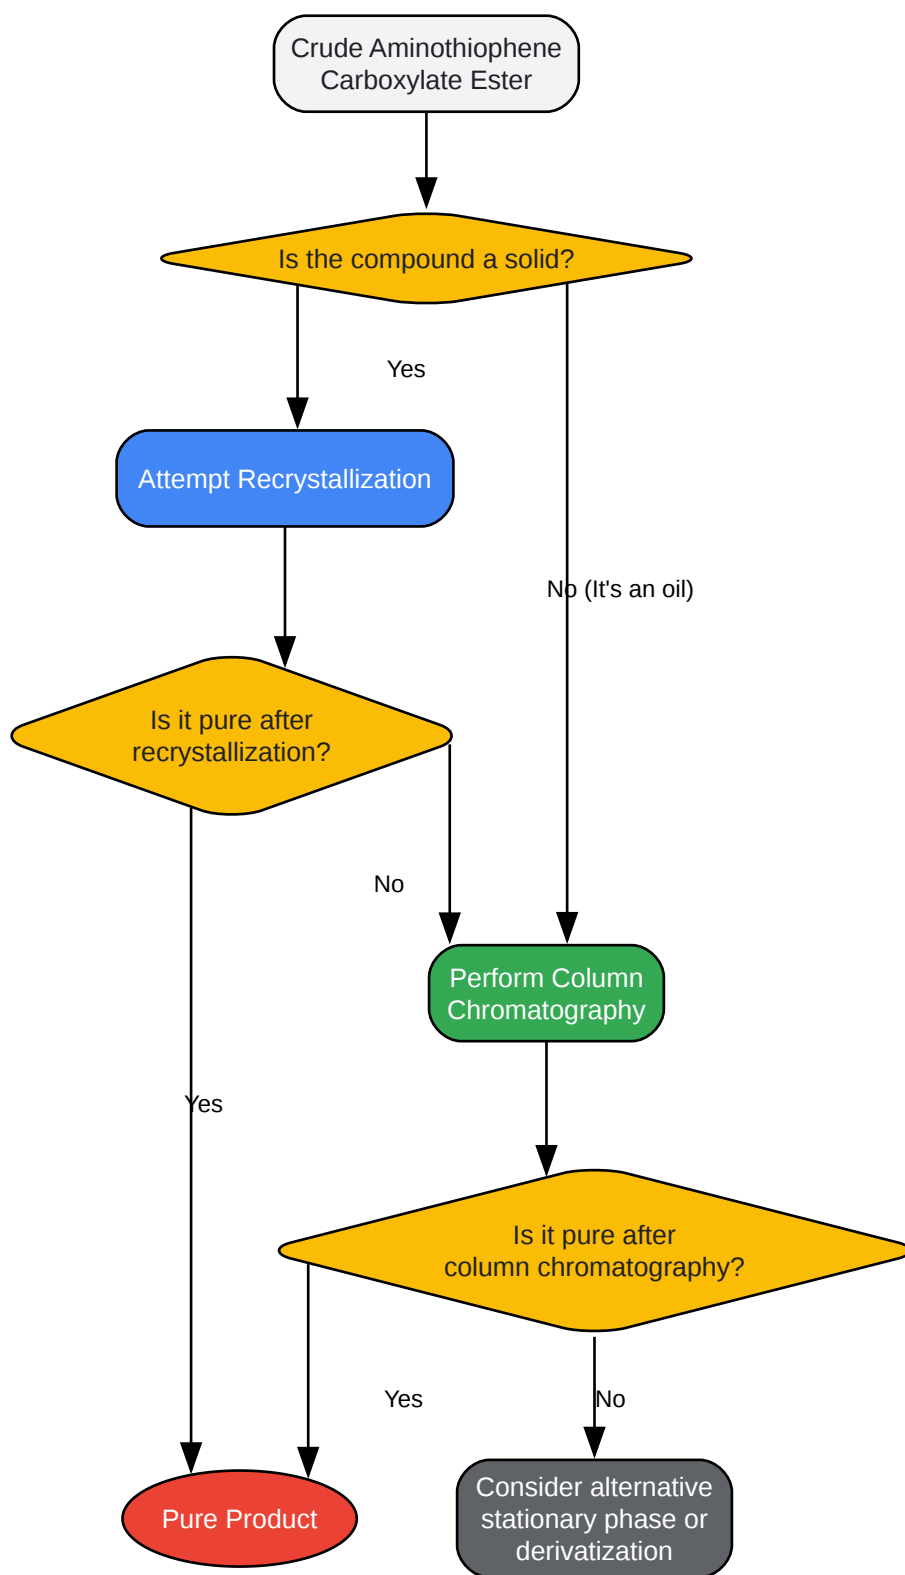 Crude Aminothiophene
Carboxylate Ester
Is the compound a solid?
Yes
Attempt Recrystallization
No (It's an oil)
Is it pure after
recrystallization?
No
Perform Column
Chromatography
Yes
Is it pure after
column chromatography?
Yes
No
Pure Product
Consider alternative
stationary phase or
derivatization